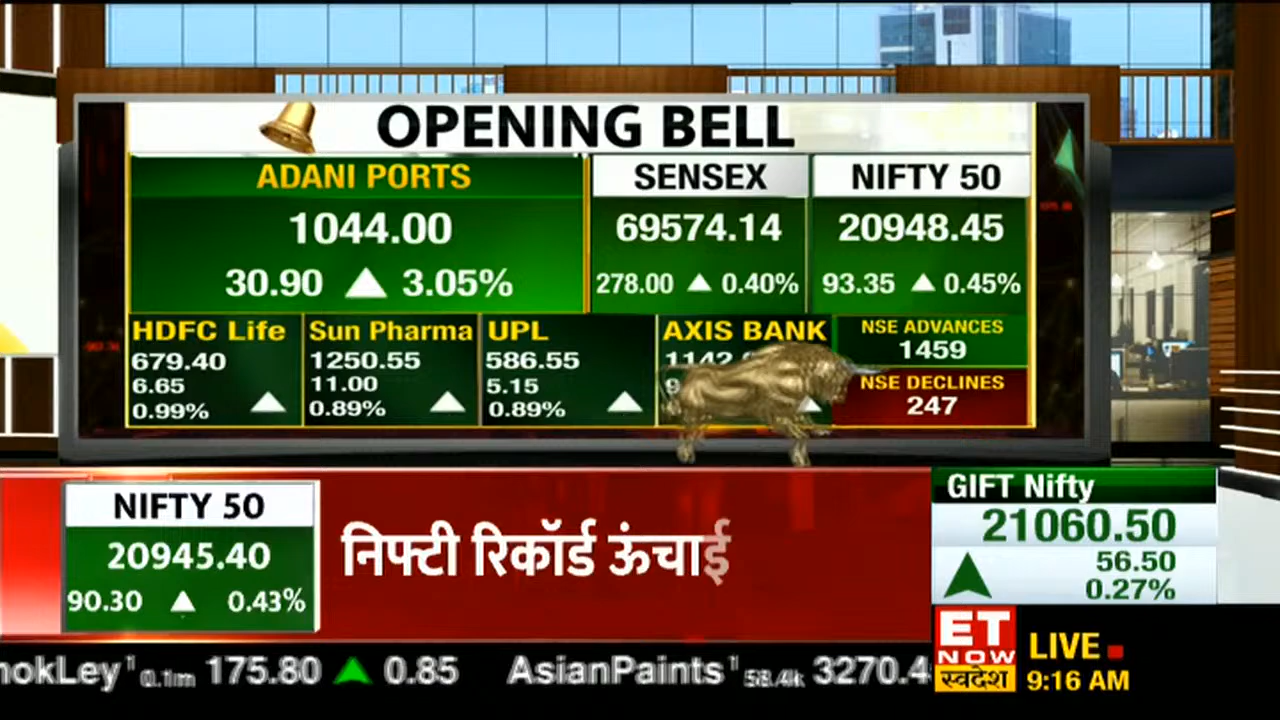 OPENING BELL
ADANI PORTS
1044.00
30.90 3.05%
SENSEX
69574.14
278.00 0.40%
NIFTY 50
20948.45
93.35 0.45%
HDFC Life
679.40
6.65
0.99%
Sun Pharma
1250.55
11.00
0.89%
UPL
586.55
5.15
0.89%
AXIS BANK
NSE ADVANCES
1459
NSE DECLINES
247
NIFTY 50
20945.40
90.30 0.43%
निफ्टी रिकॉर्ड ऊंचाई
GIFT Nifty
21060.50
56.50
0.27%
175.80 0.85 AsianPaints 58.4k
ET
NOW
स्वदेश
LIVE
9:16 AM